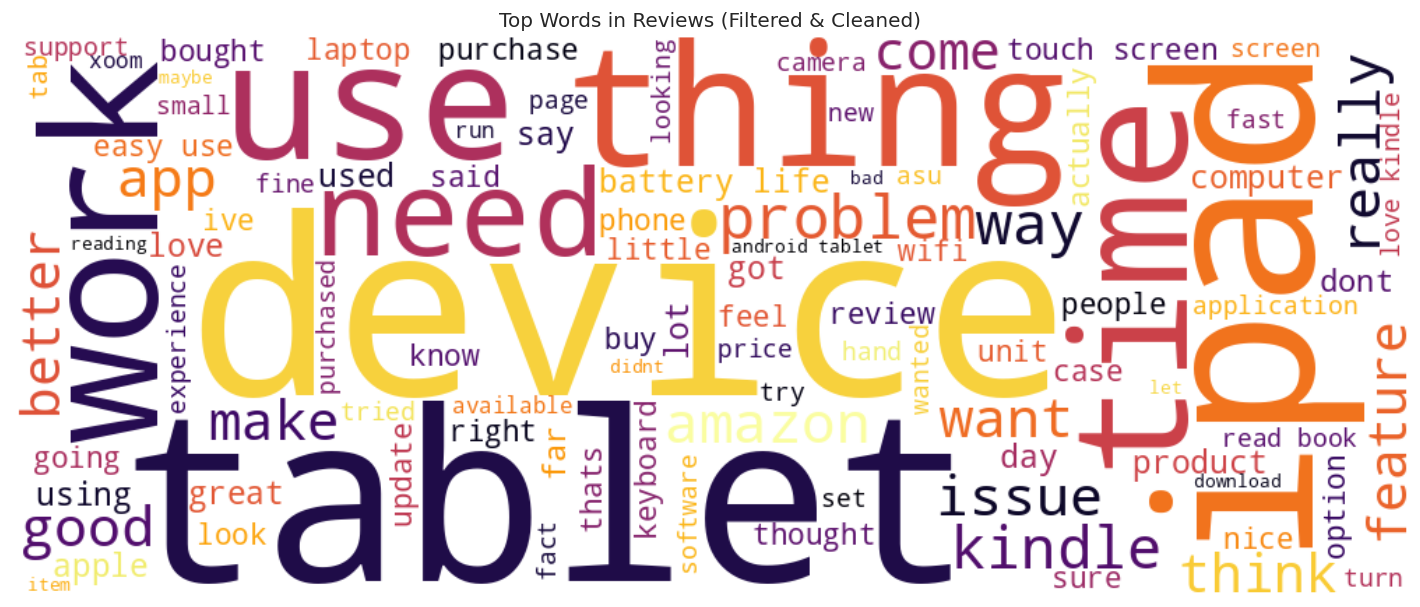 Top Words in Reviews (Filtered & Cleaned)
support
xoom
bought
laptop
purchase
looking
camera
come
touch screen
screen
tab
maybe
small
work
use
run
page
say
thing
new
actually
time
ipad
fast
really
love kindle
easy use
app
fine
used
said
need
battery life
bad
asu
computer
ive
phone
problem
way
reading
love
little
android tablet
wifi
got
dont
better
experience
purchased
device
know
buy
didnt
lot
feel
price
review
hand
wanted
unit
people
case
application
feature
try
let
make
tried
available
right
far
amazon
want
going
using
good
great
look
apple
item
tablet
update
fact
thats
keyboard
software
set
thought
issue
kindle
day
product
read book
download
option
nice
sure
think
turn